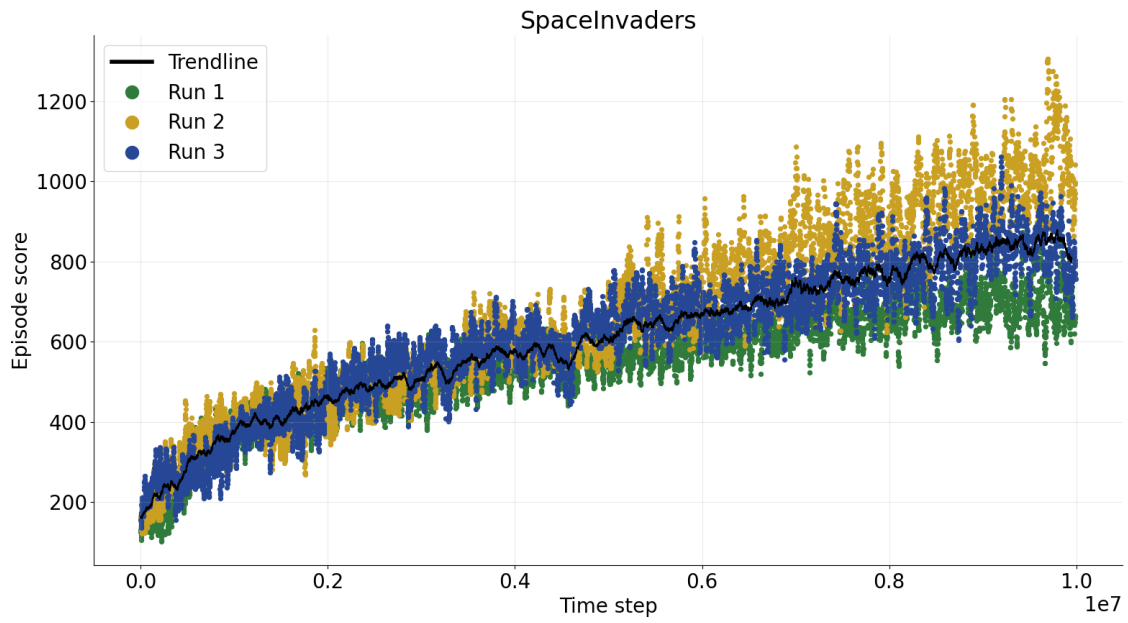 SpaceInvaders
Trendline
Run 1
Run 2
Run 3
Episode score
1200
1000
800
600
400
200
0.0 0.2 0.4 0.6 0.8 1.0
1e7
Time step